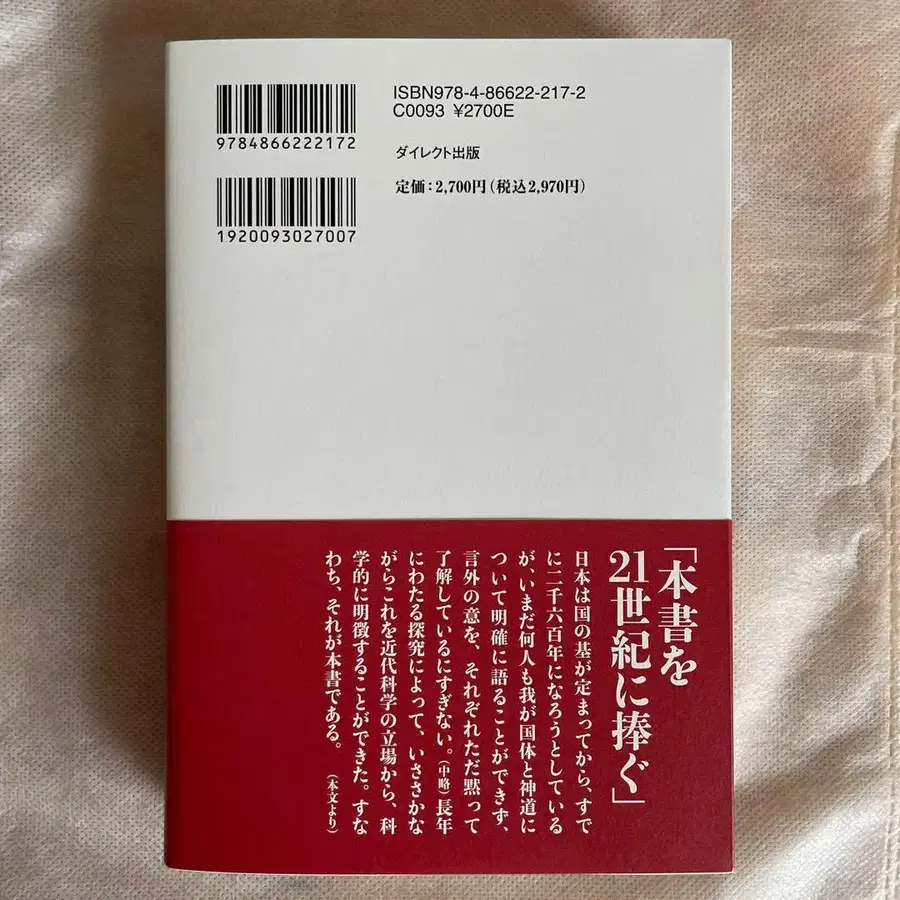 ISBN978-4-86622-217-2
C0093 ¥2700E
9784866222172
ダイレクト出版
定価:2,700円(税込2,970円)
1920093027007
「本書を
21世紀に捧ぐ」
日本は国の基が定まってから、すで
に二千六百年になろうとしている
が、いまだ何人も我が国体と神道に
ついて明確に語ることができず、
言外の意を、それぞれただ黙って
了解しているにすぎない。(中略)長年
にわたる探究によって、いささかな
がらこれを近代科学の立場から、科
学的に明徴することができた。すな
わち、それが本書である。
(本文より)